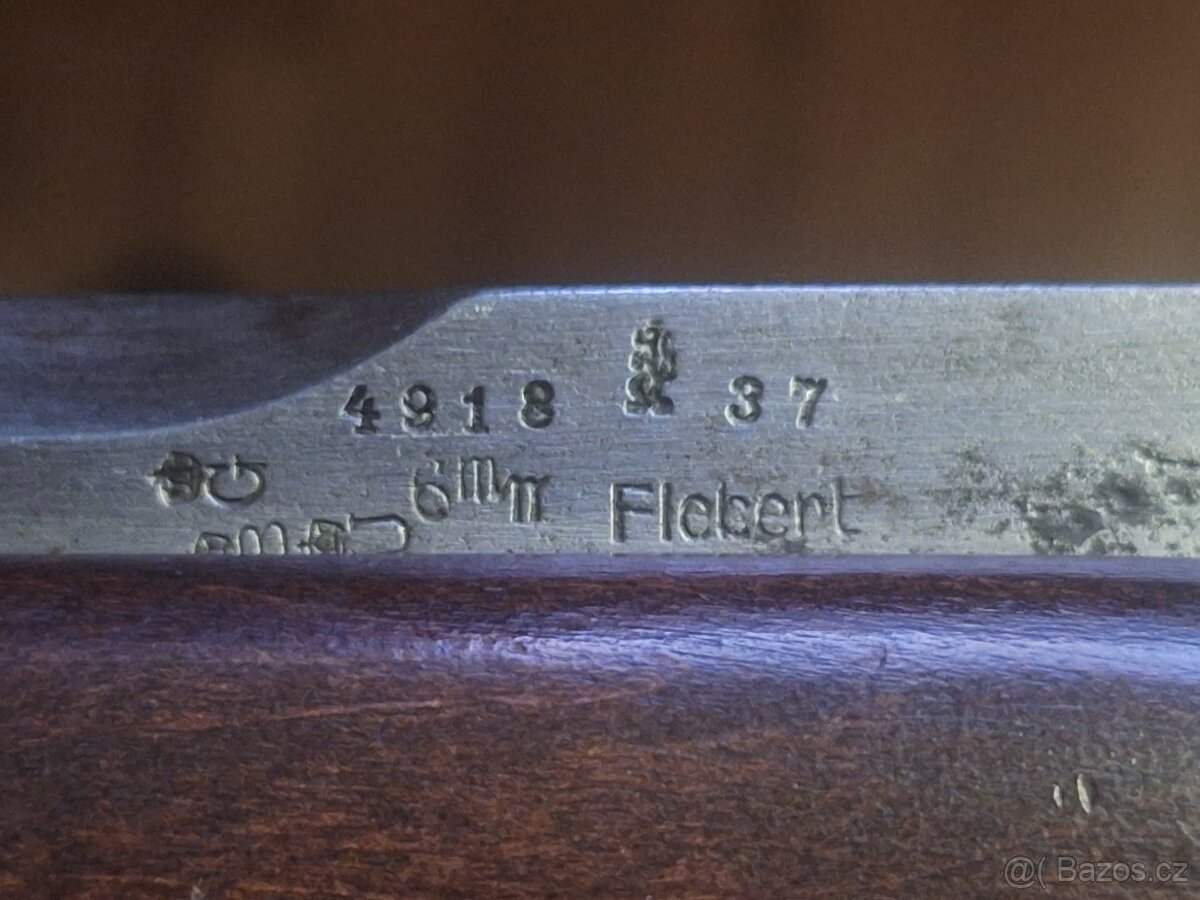 4918 37
G
6mm Flobert
m U
@( Bazos.cz